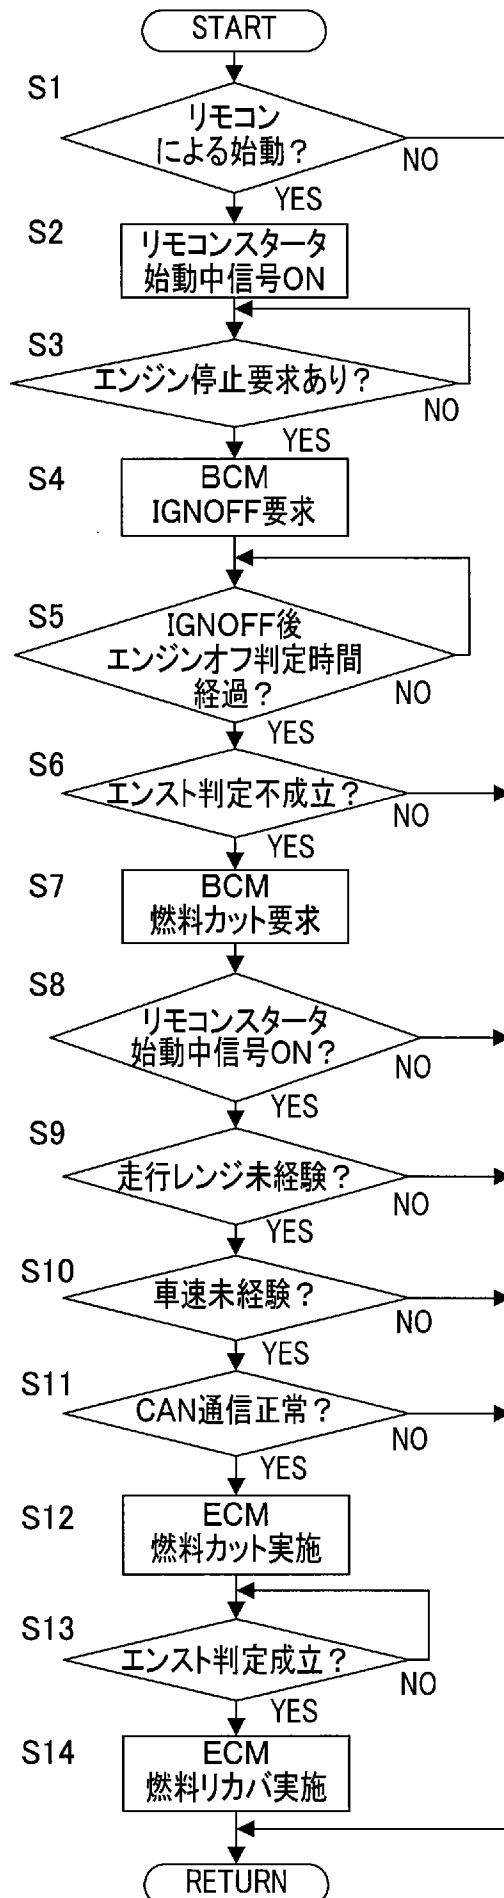 START
S1
リモコン
による始動？
NO
YES
S2
リモコンスタータ
始動中信号ON
S3
エンジン停止要求あり？
NO
YES
S4
BCM
IGNOFF要求
S5
IGNOFF後
エンジンオフ判定時間
経過？
NO
YES
S6
エンスト判定不成立？
NO
YES
S7
BCM
燃料カット要求
S8
リモコンスタータ
始動中信号ON？
NO
YES
S9
走行レンジ未経験？
NO
YES
S10
車速未経験？
NO
YES
S11
CAN通信正常？
NO
YES
S12
ECM
燃料カット実施
S13
エンスト判定成立？
NO
YES
S14
ECM
燃料リカバ実施
RETURN